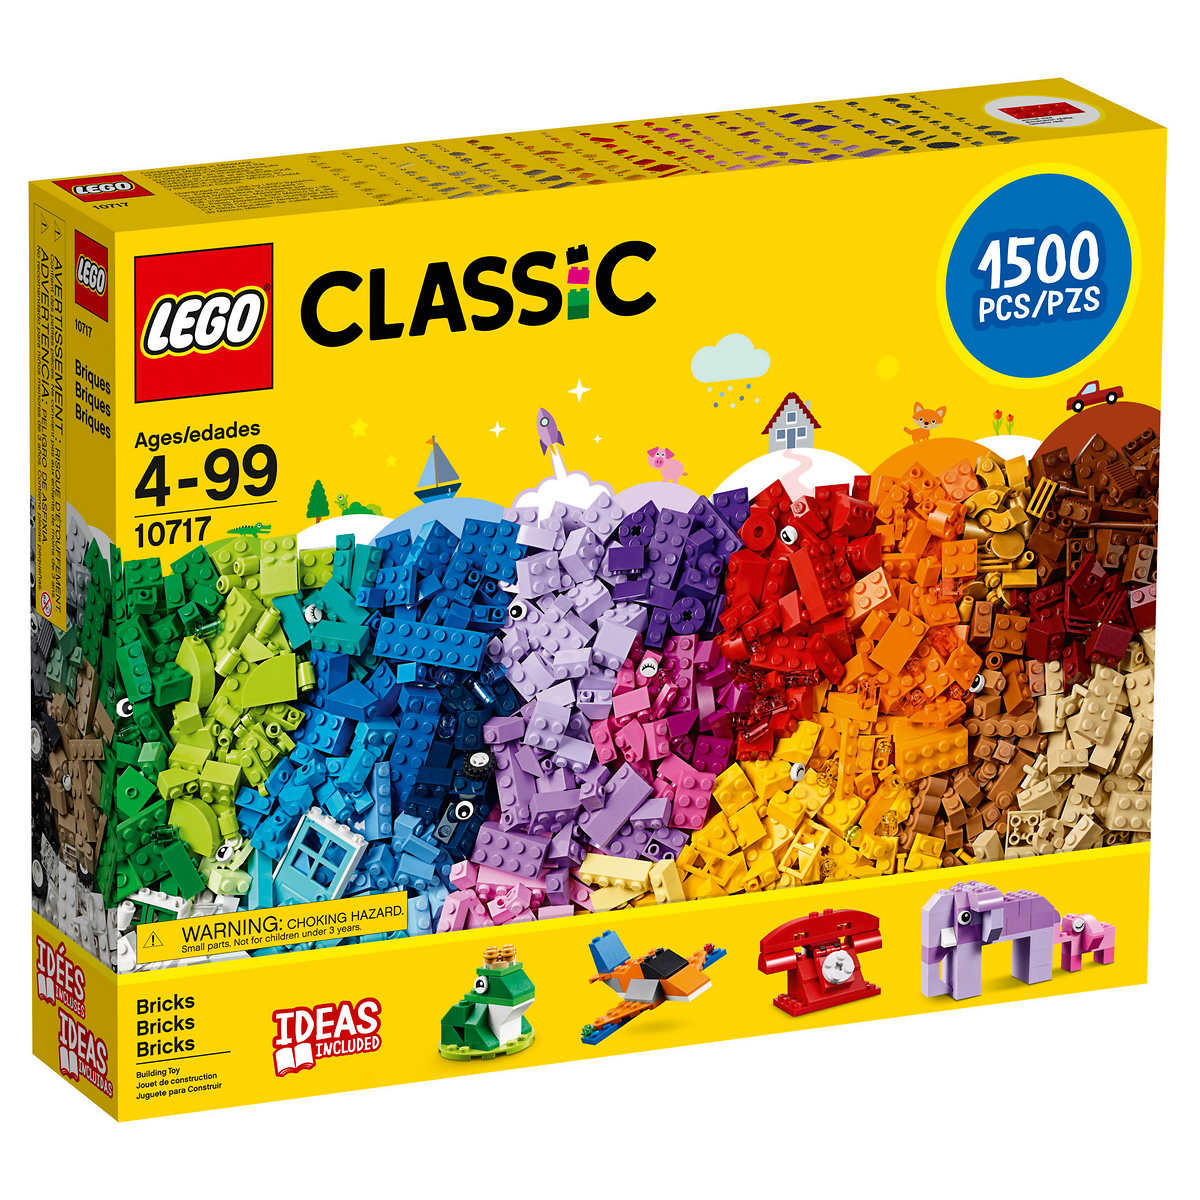 LEGO
10717
LEGO
10717
Briques
Briques
Briques
AVERTISSEMENT : RISQUE D'ÉTOUFFEMENT.
ADVERTENCIA: PELIGRO DE ASFIXIA.
LEGO®
CLASSIC
1500
PCS/PZS
Ages/edades
4-99
10717
WARNING: CHOKING HAZARD.
Small parts. Not for children under 3 years.
IDÉES
INCLUSES
IDEAS
INCLUIDAS
Bricks
Bricks
Bricks
Building Toy
Jouet de construction
Juguete para Construir
IDEAS
INCLUDED